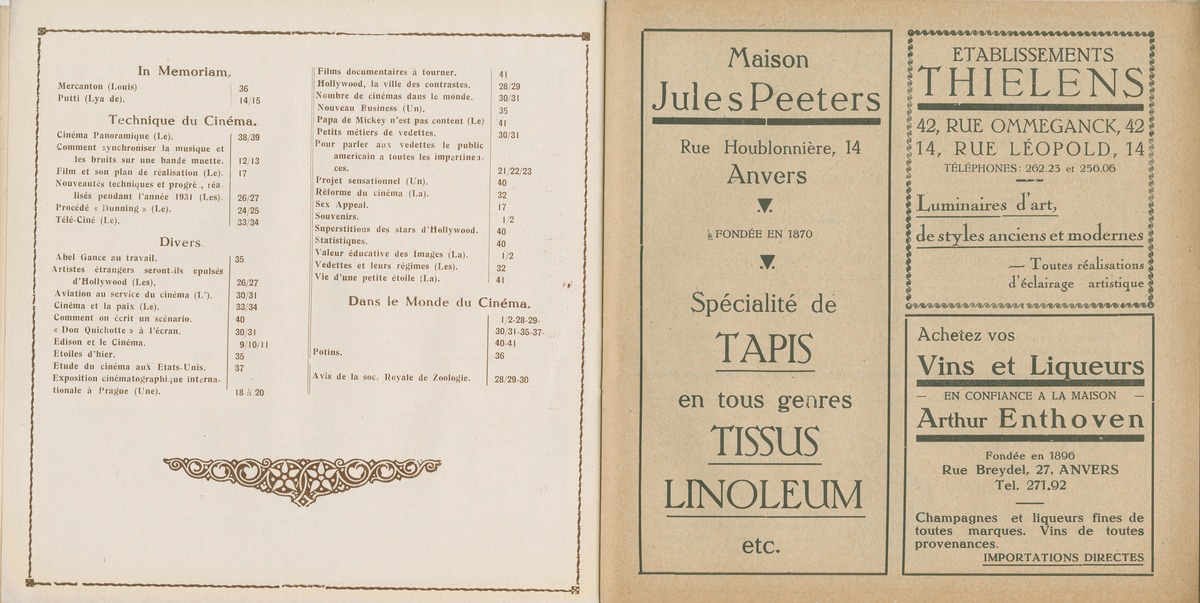 In Memoriam.
Mercanton (Louis) 36
Putti (Lya de). 14/15
Technique du Cinéma.
Cinéma Panoramique (Le). 38/39
Comment synchroniser la musique et
les bruits sur une bande muette. 12/13
Film et son plan de réalisation (Le). 17
Nouveautés techniques et progrè, réa-
lisés pendant l'année 1931 (Les). 26/27
Procédé « Dunning » (Le). 24/25
Télé-Ciné (Le). 33/34
Divers.
Abel Gance au travail. 35
Artistes étrangers seront-ils epulsés
d'Hollywood (Les). 26/27
Aviation au service du cinéma (L'). 30/31
Cinéma et la paix (Le). 33/34
Comment on écrit un scénario. 40
« Don Quichotte » à l'écran. 30/31
Edison et le Cinéma. 9/10/11
Etoiles d'hier. 35
Etude du cinéma aux Etats-Unis. 37
Exposition cinématographique interna-
tionale à Prague (Une). 18 à 20
Films documentaires à tourner. 41
Hollywood, la ville des contrastes. 28/29
Nombre de cinémas dans le monde. 30/31
Nouveau Business (Un). 35
Papa de Mickey n'est pas content (Le) 41
Petits métiers de vedettes. 30/31
Pour parler aux vedettes le public
americain a toutes les impertinen-
ces. 21/22/23
Projet sensationnel (Un). 40
Réforme du cinéma (La). 32
Sex Appeal. 17
Souvenirs. 1/2
Superstitions des stars d'Hollywood. 40
Statistiques. 40
Valeur éducative des Images (La). 1/2
Vedettes et leurs régimes (Les). 32
Vie d'une petite étoile (La). 41
Dans le Monde du Cinéma.
1/2-28-29-
30/31-35-37-
40-41
Potins. 36
Avis de la soc. Royale de Zoologie. 28/29-30
Maison
Jules Peeters
Rue Houblonnière, 14
Anvers
FONDÉE EN 1870
Spécialité de
TAPIS
en tous genres
TISSUS
LINOLEUM
etc.
ETABLISSEMENTS
THIELENS
42, RUE OMMEGANCK, 42
14, RUE LÉOPOLD, 14
TÉLÉPHONES: 262.23 et 256.06
Luminaires d'art,
de styles anciens et modernes
— Toutes réalisations
d'éclairage artistique
Achetez vos
Vins et Liqueurs
— EN CONFIANCE A LA MAISON —
Arthur Enthoven
Fondée en 1896
Rue Breydel, 27, ANVERS
Tel. 271.92
Champagnes et liqueurs fines de
toutes marques. Vins de toutes
provenances.
IMPORTATIONS DIRECTES